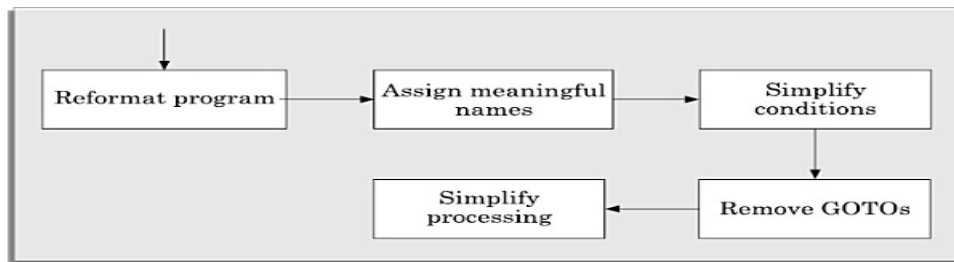 Reformat program
Assign meaningful
names
Simplify
conditions
Remove GOTOs
Simplify
processing